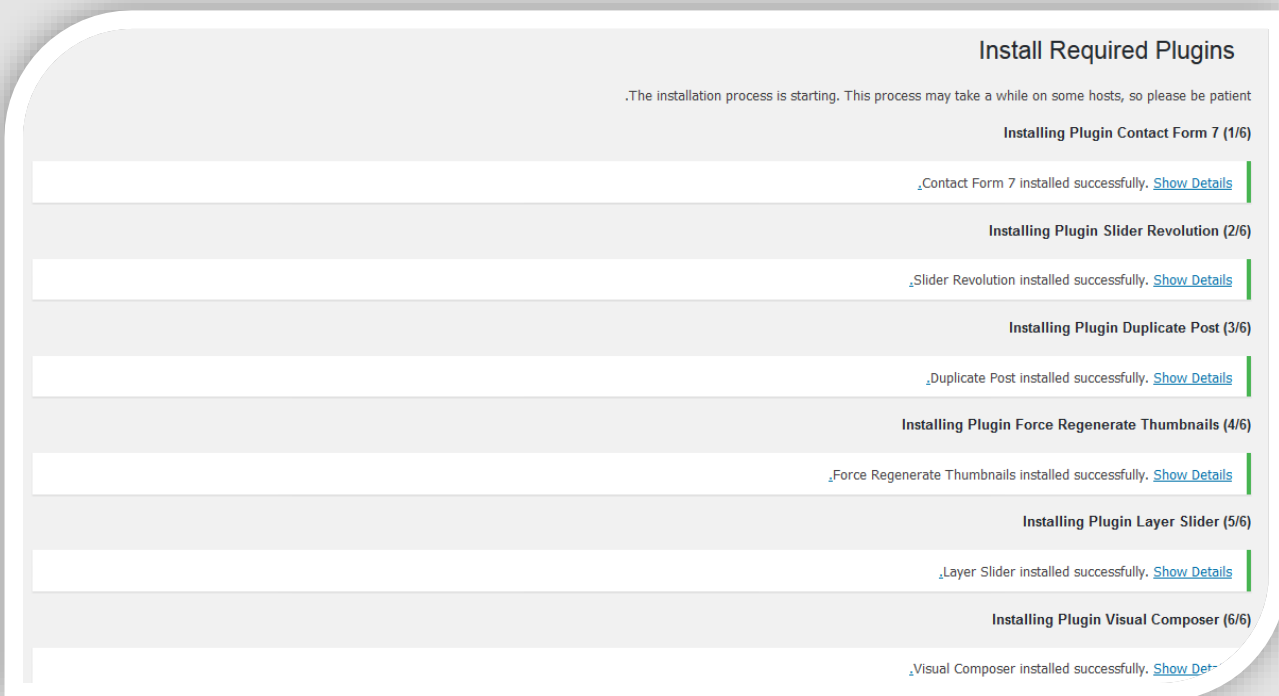 Install Required Plugins
.The installation process is starting. This process may take a while on some hosts, so please be patient
Installing Plugin Contact Form 7 (1/6)
.Contact Form 7 installed successfully. Show Details
Installing Plugin Slider Revolution (2/6)
.Slider Revolution installed successfully. Show Details
Installing Plugin Duplicate Post (3/6)
.Duplicate Post installed successfully. Show Details
Installing Plugin Force Regenerate Thumbnails (4/6)
.Force Regenerate Thumbnails installed successfully. Show Details
Installing Plugin Layer Slider (5/6)
.Layer Slider installed successfully. Show Details
Installing Plugin Visual Composer (6/6)
.Visual Composer installed successfully. Show